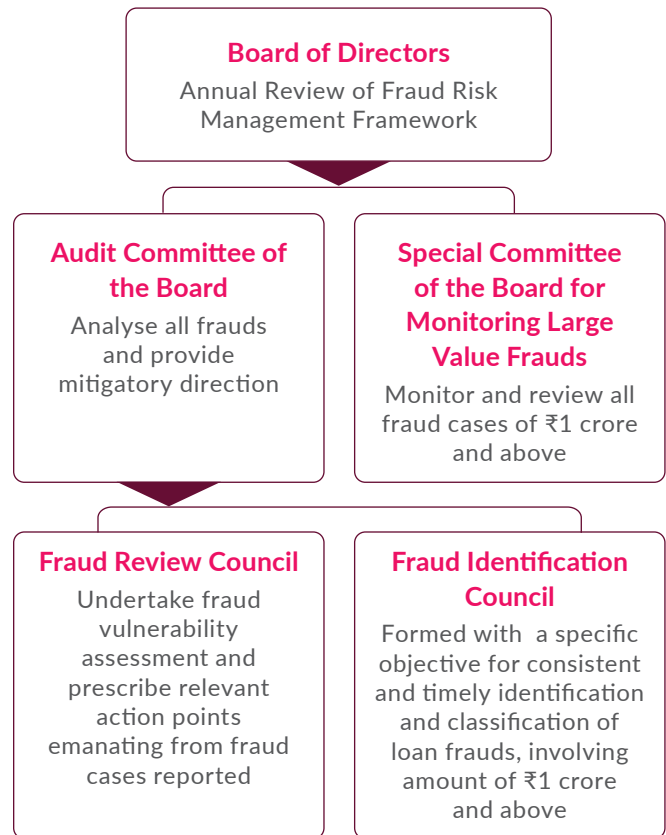 Board of Directors
Annual Review of Fraud Risk
Management Framework
Audit Committee of
the Board
Analyse all frauds
and provide
mitigatory direction
Special Committee
of the Board for
Monitoring Large
Value Frauds
Monitor and review all
fraud cases of ₹1 crore
and above
Fraud Review Council
Undertake fraud
vulnerability
assessment and
prescribe relevant
action points
emanating from fraud
cases reported
Fraud Identification
Council
Formed with a specific
objective for consistent
and timely identification
and classification of
loan frauds, involving
amount of ₹1 crore
and above